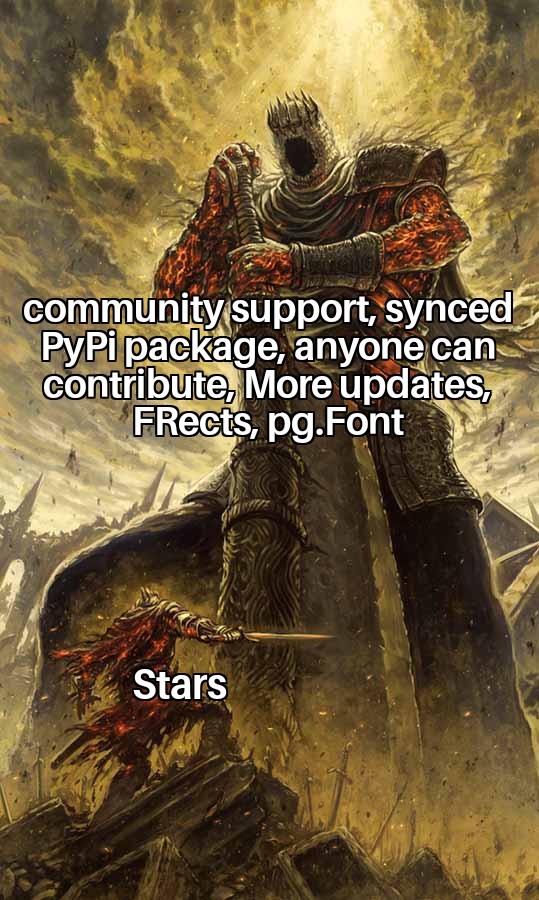 community support, synced
PyPi package, anyone can
contribute, More updates,
FRects, pg.Font
Stars